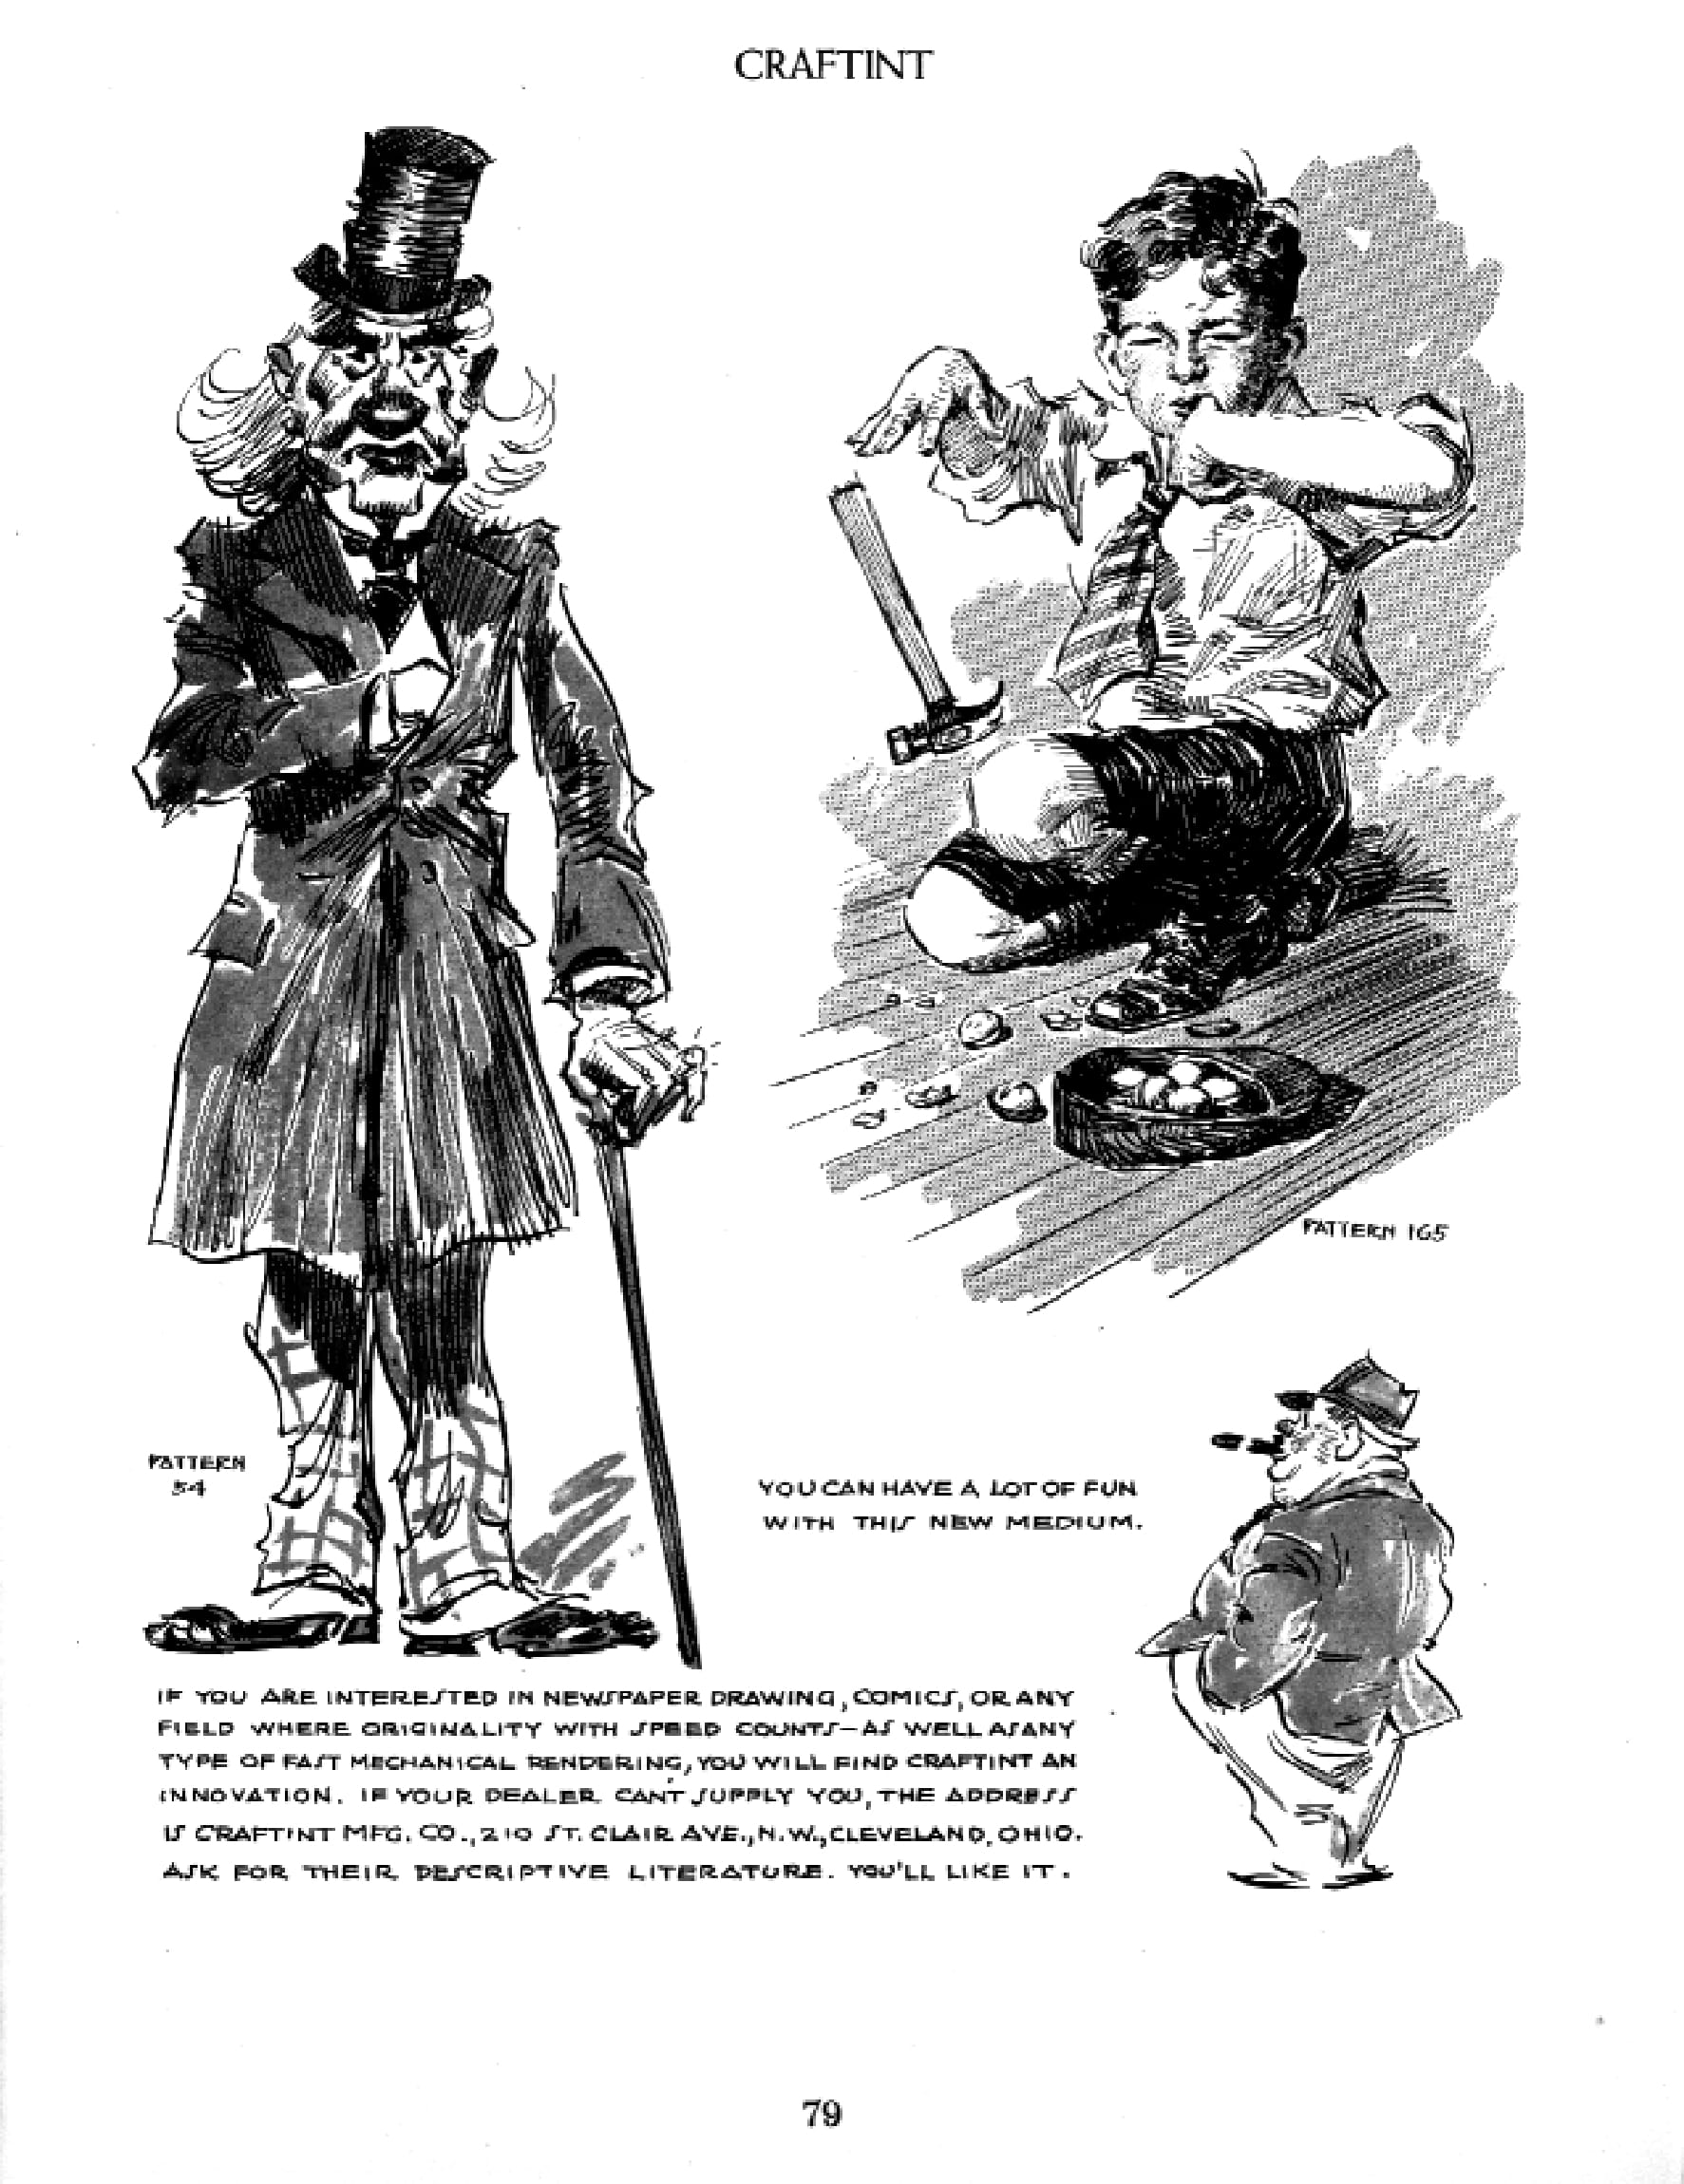 CRAFTINT
PATTERN 165
PATTERN
54
YOU CAN HAVE A LOT OF FUN
WITH THIS NEW MEDIUM.
IF YOU ARE INTERESTED IN NEWSPAPER DRAWING, COMICS, OR ANY
FIELD WHERE ORIGINALITY WITH SPEED COUNTS—AS WELL AS ANY
TYPE OF FAST MECHANICAL RENDERING, YOU WILL FIND CRAFTINT AN
INNOVATION. IF YOUR DEALER CAN'T SUPPLY YOU, THE ADDRESS
IS CRAFTINT MFG. CO., 210 ST. CLAIR AVE., N.W., CLEVELAND, OHIO.
ASK FOR THEIR DESCRIPTIVE LITERATURE. YOU'LL LIKE IT.
79